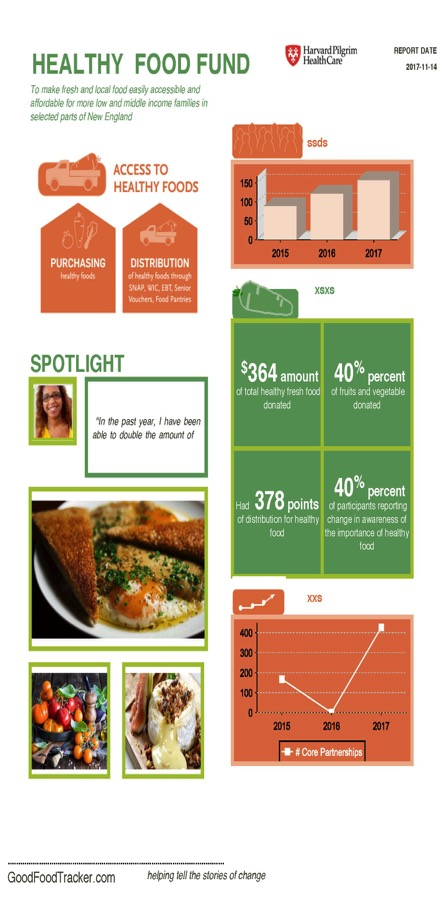 HEALTHY FOOD FUND
Harvard Pilgrim
HealthCare
REPORT DATE
2017-11-14
To make fresh and local food easily accessible and
affordable for more low and middle income families in
selected parts of New England
ACCESS TO
HEALTHY FOODS
PURCHASING
healthy foods
DISTRIBUTION
of healthy foods through
SNAP, WIC, EBT, Senior
Vouchers, Food Pantries
SPOTLIGHT
"In the past year, I have been
able to double the amount of
ssds
150
100
50
0
2015 2016 2017
xsxs
$364 amount
of total healthy fresh food
donated
40% percent
of fruits and vegetable
donated
Had 378 points
of distribution for healthy
food
40% percent
of participants reporting
change in awareness of
the importance of healthy
food
xxs
400
300
200
100
0
2015 2016 2017
# Core Partnerships
GoodFoodTracker.com
helping tell the stories of change